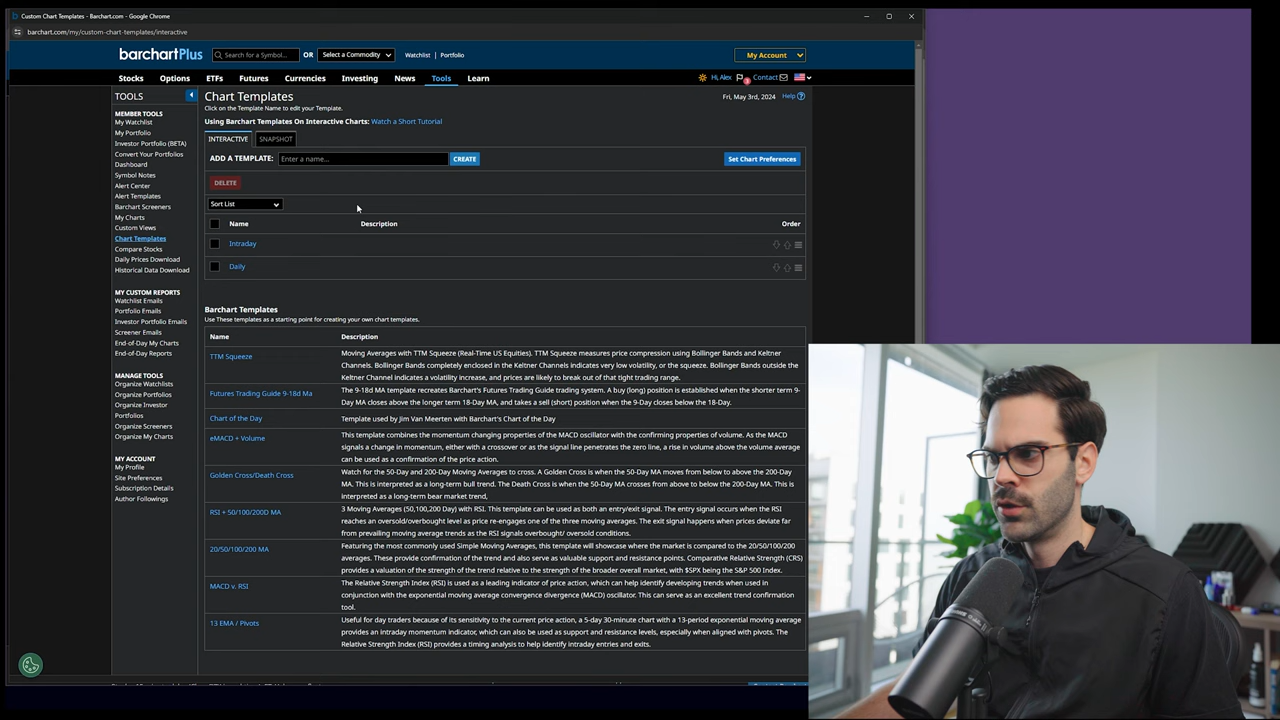 Custom Chart Templates - Barchart.com - Google Chrome
barchart.com/my/custom-chart-templates/interactive
barchartPlus
Search for a Symbol...
OR
Select a Commodity
Watchlist
Portfolio
My Account
Stocks
Options
ETFs
Futures
Currencies
Investing
News
Tools
Learn
Hi, Alex
Contact
TOOLS
MEMBER TOOLS
My Watchlist
My Portfolio
Investor Portfolio (BETA)
Convert Your Portfolios
Dashboard
Symbol Notes
Alert Center
Alert Templates
Barchart Screeners
My Charts
Custom Views
Chart Templates
Compare Stocks
Daily Prices Download
Historical Data Download
MY CUSTOM REPORTS
Watchlist Emails
Portfolio Emails
Investor Portfolio Emails
Screener Emails
End-of-Day My Charts
End-of-Day Reports
MANAGE TOOLS
Organize Watchlists
Organize Portfolios
Organize Investor
Portfolios
Organize Screeners
Organize My Charts
MY ACCOUNT
My Profile
Site Preferences
Subscription Details
Author Followings
Chart Templates
Fri, May 3rd, 2024
Help
Click on the Template Name to edit your Template.
Using Barchart Templates On Interactive Charts: Watch a Short Tutorial
INTERACTIVE
SNAPSHOT
ADD A TEMPLATE:
Enter a name...
CREATE
Set Chart Preferences
DELETE
Sort List
Name
Description
Order
Intraday
Daily
Barchart Templates
Use These templates as a starting point for creating your own chart templates.
Name
Description
TTM Squeeze
Moving Averages with TTM Squeeze (Real-Time US Equities). TTM Squeeze measures price compression using Bollinger Bands and Keltner
Channels. Bollinger Bands completely enclosed in the Keltner Channels indicates very low volatility, or the squeeze. Bollinger Bands outside the
Keltner Channel indicates a volatility increase, and prices are likely to break out of that tight trading range.
Futures Trading Guide 9-18d Ma
The 9-18d MA template recreates Barchart's Futures Trading Guide trading system. A buy (long) position is established when the shorter term 9-
Day MA closes above the longer term 18-Day MA, and takes a sell (short) position when the 9-Day closes below the 18-Day.
Chart of the Day
Template used by Jim Van Meerten with Barchart's Chart of the Day
eMACD + Volume
This template combines the momentum changing properties of the MACD oscillator with the confirming properties of volume. As the MACD
signals a change in momentum, either with a crossover or as the signal line penetrates the zero line, a rise in volume above the volume average
can be used as a confirmation of the price action.
Golden Cross/Death Cross
Watch for the 50-Day and 200-Day Moving Averages to cross. A Golden Cross is when the 50-Day MA moves from below to above the 200-Day
MA. This is interpreted as a long-term bull trend. The Death Cross is when the 50-Day MA crosses from above to below the 200-Day MA. This is
interpreted as a long-term bear market trend,
RSI + 50/100/200D MA
3 Moving Averages (50,100,200 Day) with RSI. This template can be used as both an entry/exit signal. The entry signal occurs when the RSI
reaches an oversold/overbought level as price re-engages one of the three moving averages. The exit signal happens when prices deviate far
from prevailing moving average trends as the RSI signals overbought/ oversold conditions.
20/50/100/200 MA
Featuring the most commonly used Simple Moving Averages, this template will showcase where the market is compared to the 20/50/100/200
averages. These provide confirmation of the trend and also serve as valuable support and resistance points. Comparative Relative Strength (CRS)
provides a valuation of the strength of the trend relative to the strength of the broader overall market, with $SPX being the S&P 500 Index.
MACD v. RSI
The Relative Strength Index (RSI) is used as a leading indicator of price action, which can help identify developing trends when used in
conjunction with the exponential moving average convergence divergence (MACD) oscillator. This can serve as an excellent trend confirmation
tool.
13 EMA / Pivots
Useful for day traders because of its sensitivity to the current price action, a 5-day 30-minute chart with a 13-period exponential moving average
provides an intraday momentum indicator, which can also be used as support and resistance levels, especially when aligned with pivots. The
Relative Strength Index (RSI) provides a timing analysis to help identify intraday entries and exits.